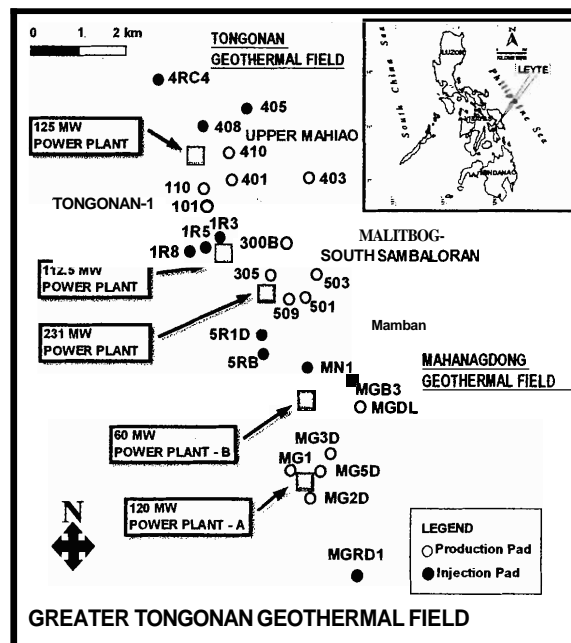 0 1 2 km
TONGONAN
GEOTHERMAL FIELD
4RC4
405
408
UPPER MAHIAO
125 MW
POWER PLANT
410
401
403
110
TONGONAN-1
101
1R3
1R5
1R8
300B
MALITBOG-
SOUTH SAMBALORAN
112.5 MW
POWER PLANT
305
503
509
501
231 MW
POWER PLANT
5R1D
5RB
Mamban
MN1
MAHANAGDONG
GEOTHERMAL FIELD
MGB3
MGDL
60 MW
POWER PLANT - B
MG3D
MG1
MG5D
MG2D
120 MW
POWER PLANT - A
N
MGRD1
LEGEND
Production Pad
Injection Pad
GREATER TONGONAN GEOTHERMAL FIELD
LUZON
N
LEYTE
South China Sea
Sea
MINDANAO